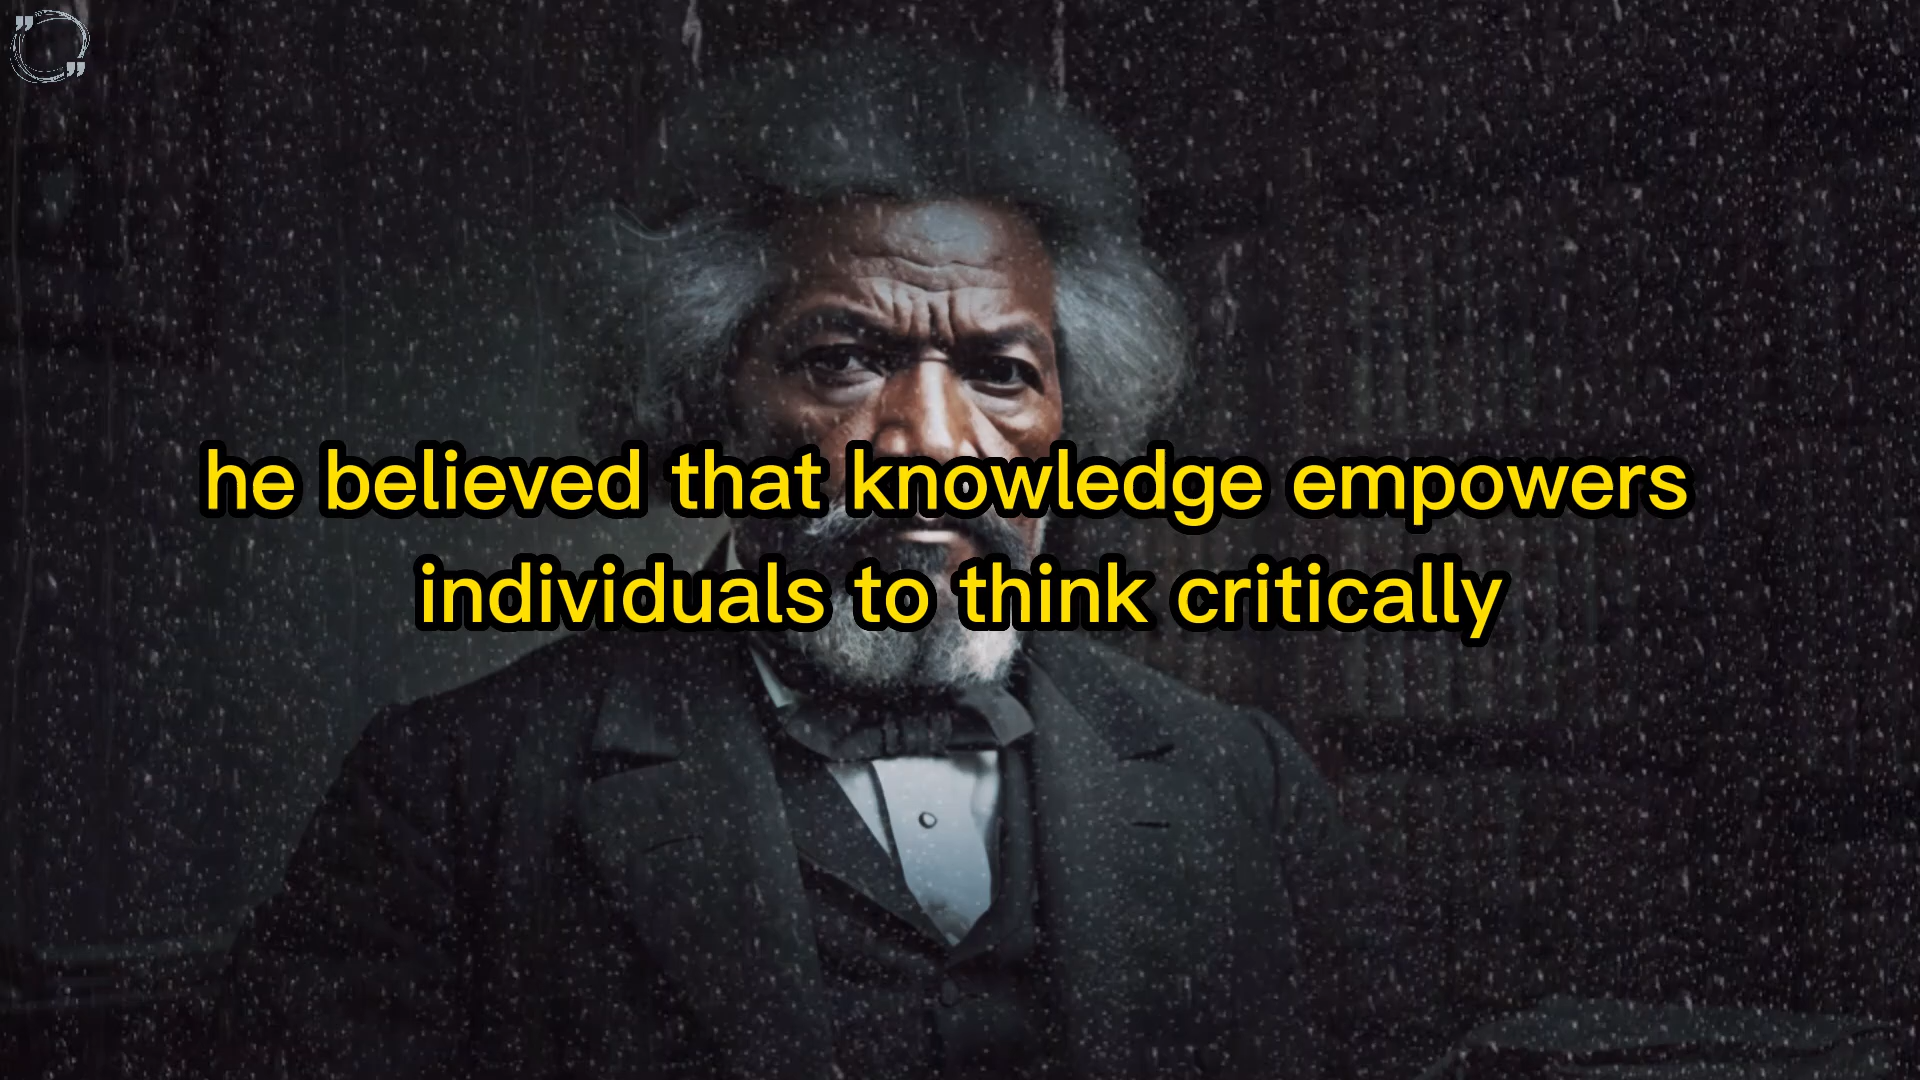 he believed that knowledge empowers
individuals to think critically